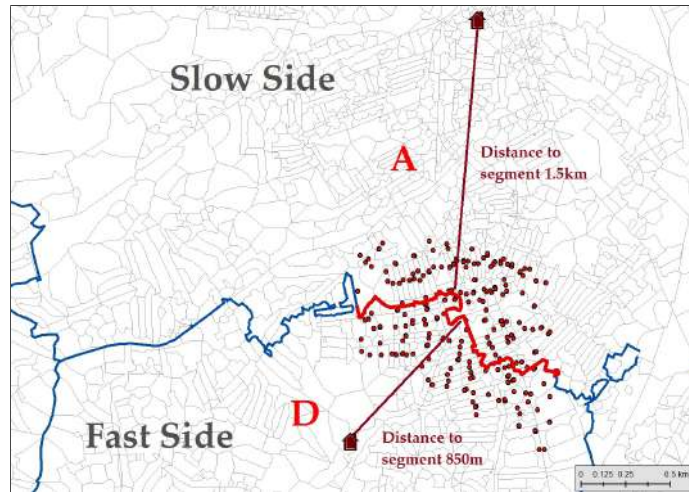 Slow Side
A
Distance to
segment 1.5km
D
Fast Side
Distance to
segment 850m
0 0.125 0.25 0.5 km